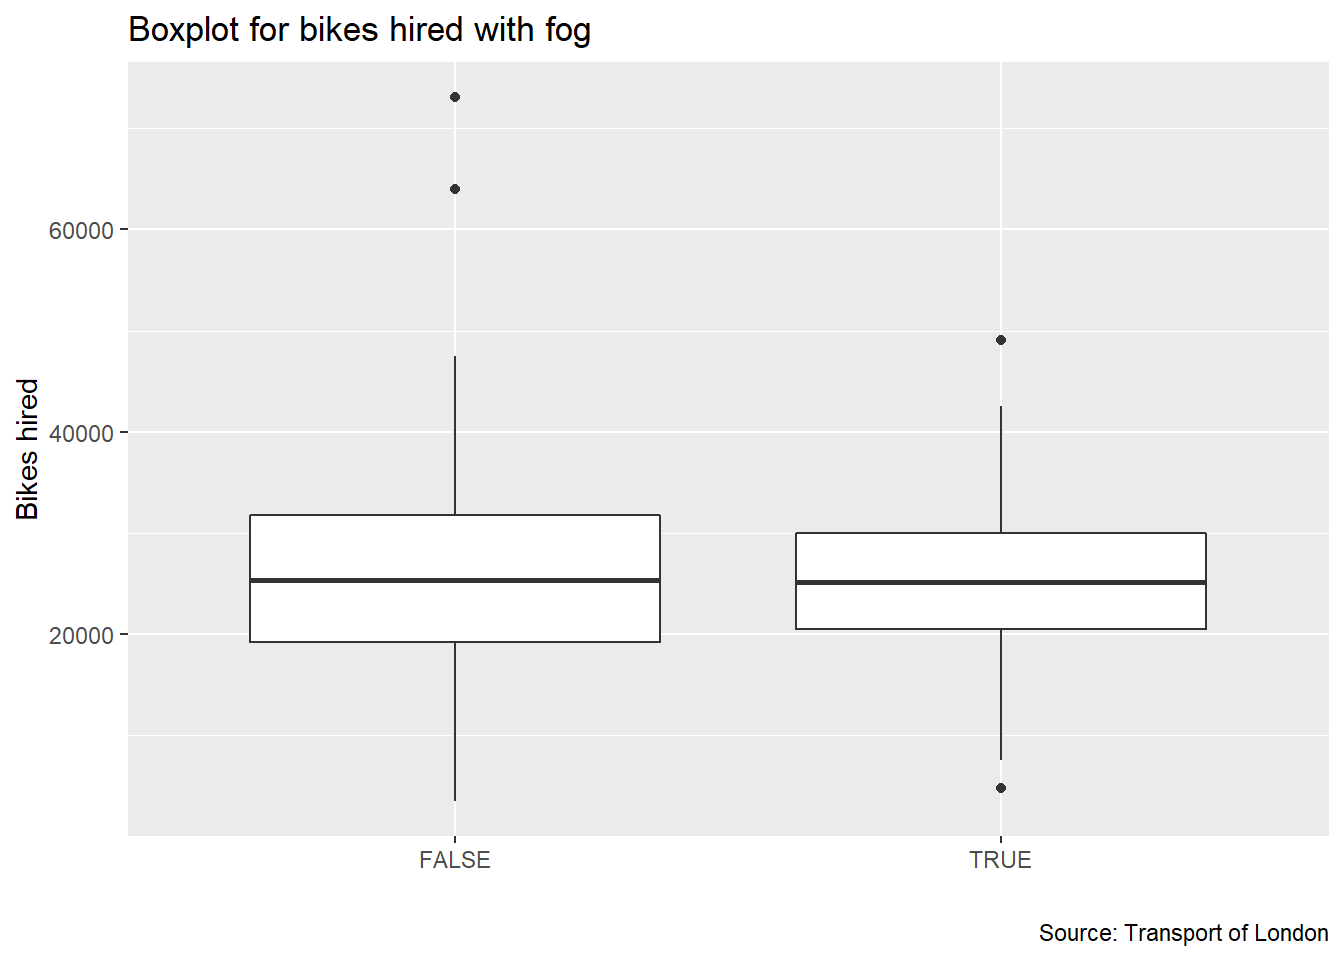 Boxplot for bikes hired with fog
Bikes hired
60000
40000
20000
FALSE
TRUE
Source: Transport of London